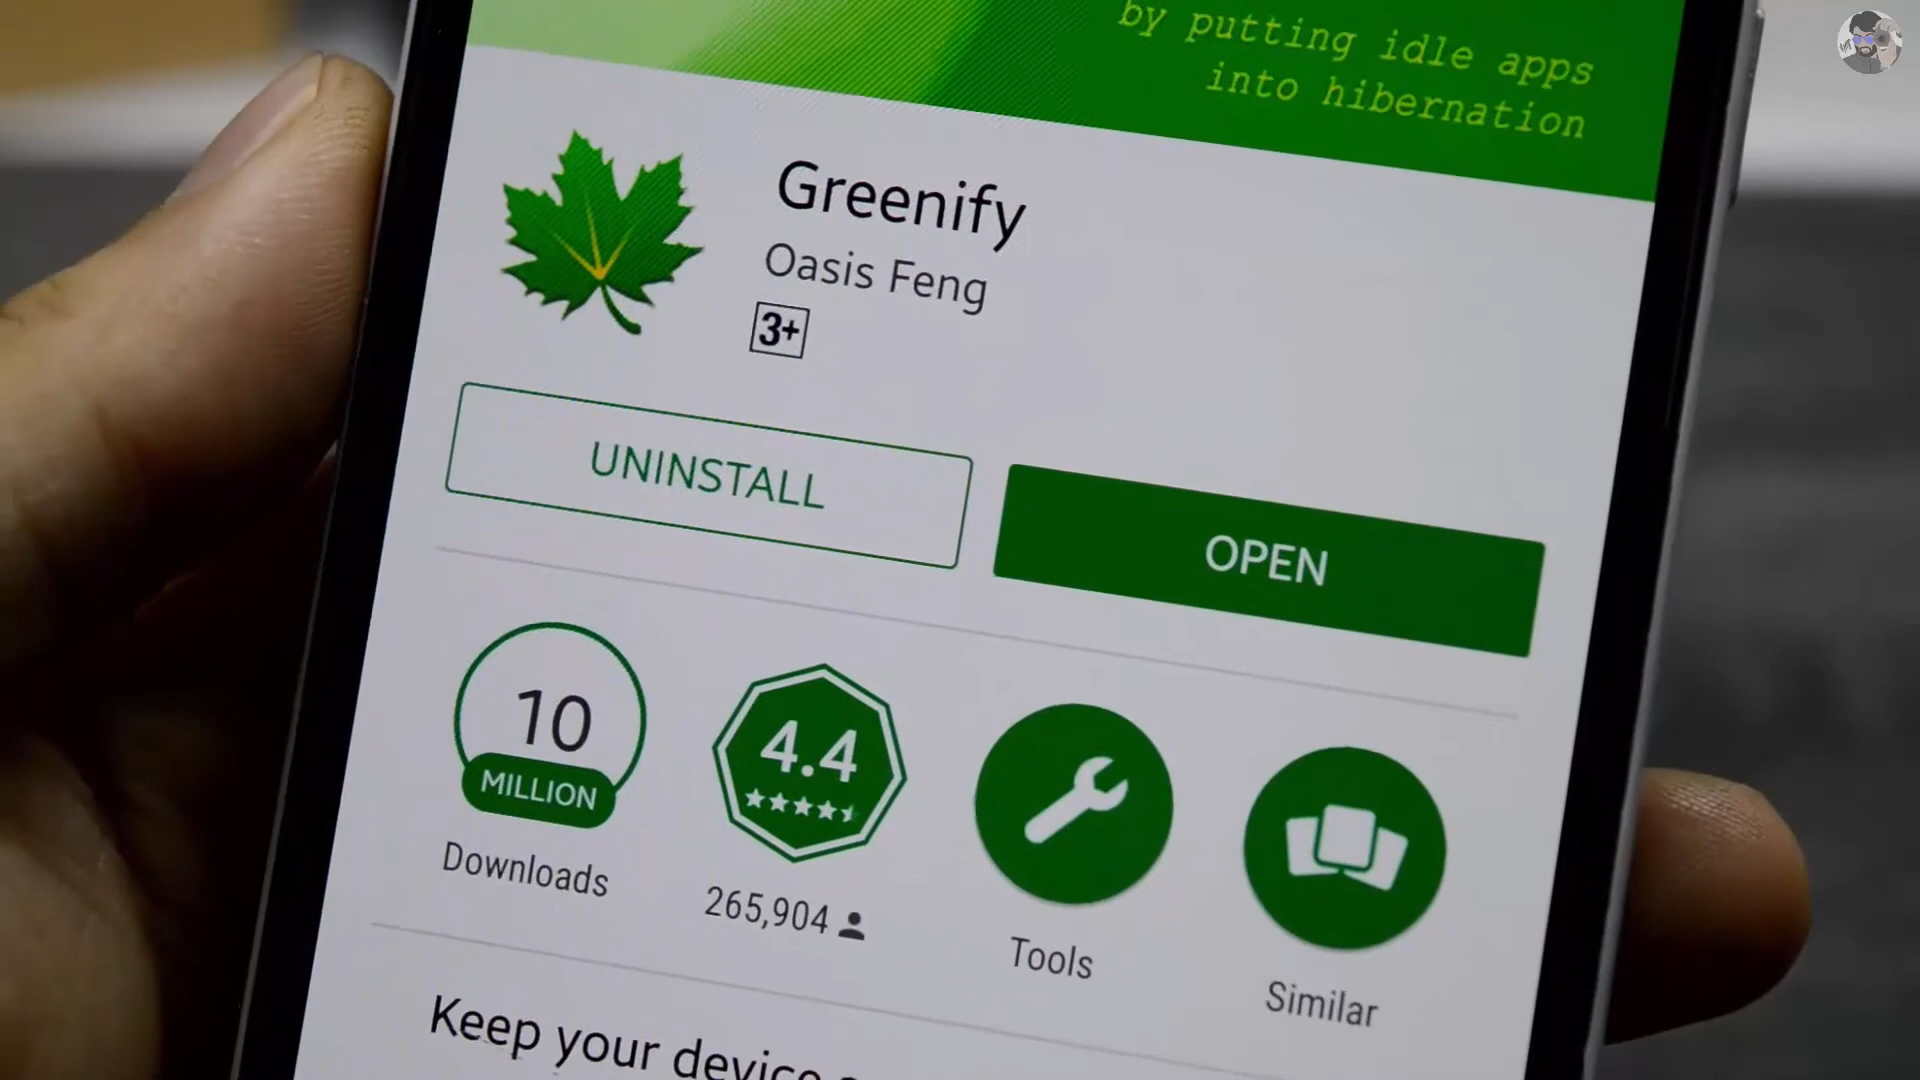 by putting idle apps
into hibernation
Greenify
Oasis Feng
3+
UNINSTALL
OPEN
10
MILLION
Downloads
4.4
265,904
Tools
Similar
Keep your device